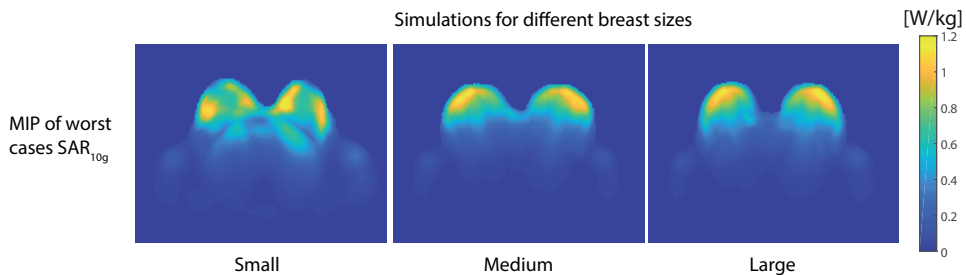 Simulations for different breast sizes
[W/kg]
MIP of worst
cases SAR10g
1.2
1
0.8
0.6
0.4
0.2
0
Small
Medium
Large